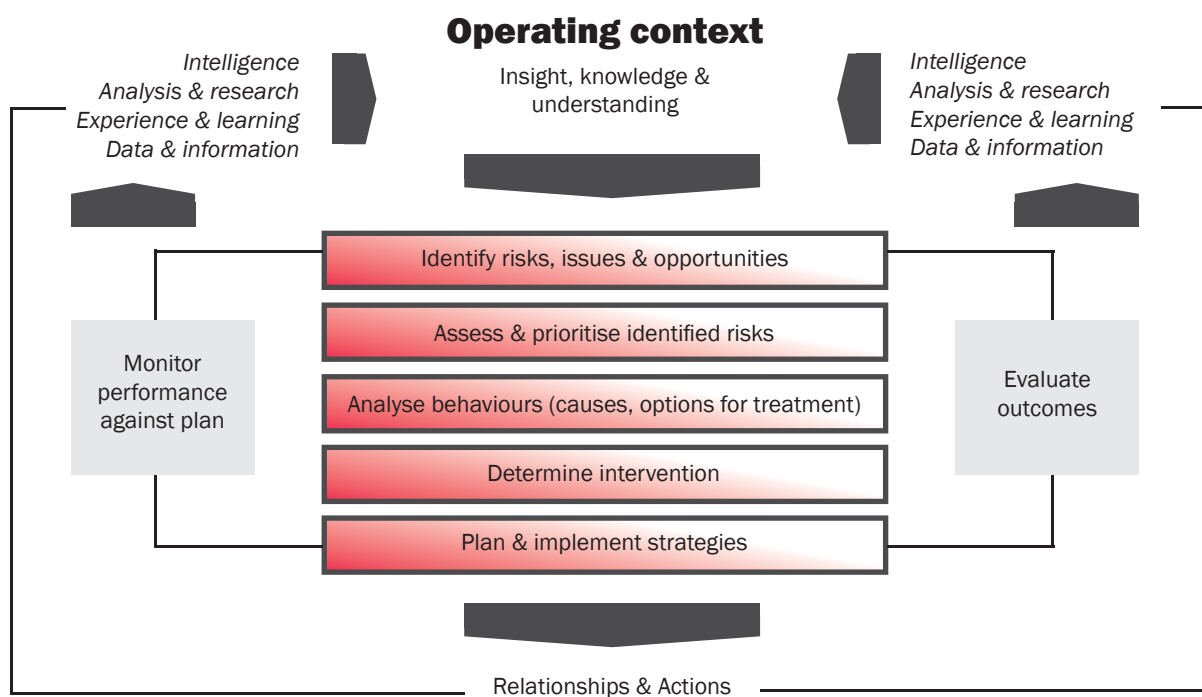 Operating context
Insight, knowledge &
understanding
Intelligence
Analysis & research
Experience & learning
Data & information
Intelligence
Analysis & research
Experience & learning
Data & information
Identify risks, issues & opportunities
Assess & prioritise identified risks
Analyse behaviours (causes, options for treatment)
Determine intervention
Plan & implement strategies
Monitor
performance
against plan
Evaluate
outcomes
Relationships & Actions